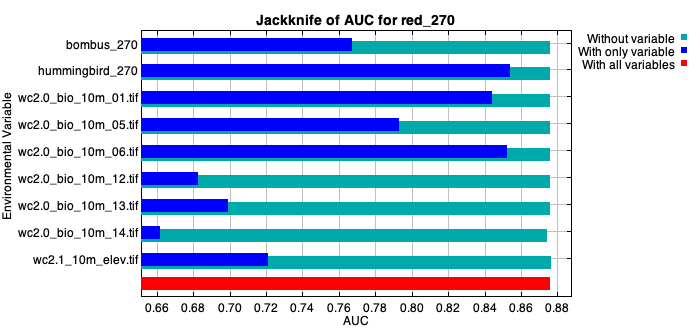 Jackknife of AUC for red_270
Without variable
With only variable
With all variables
Environmental Variable
bombus_270
hummingbird_270
wc2.0_bio_10m_01.tif
wc2.0_bio_10m_05.tif
wc2.0_bio_10m_06.tif
wc2.0_bio_10m_12.tif
wc2.0_bio_10m_13.tif
wc2.0_bio_10m_14.tif
wc2.1_10m_elev.tif
0.66 0.68 0.70 0.72 0.74 0.76 0.78 0.80 0.82 0.84 0.86 0.88
AUC